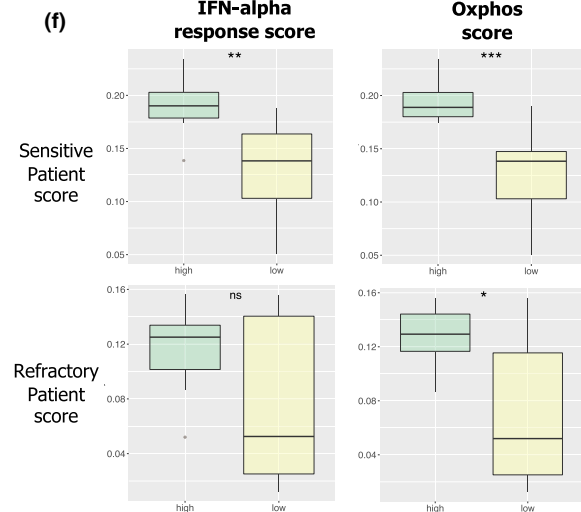 (f)
IFN-alpha
response score
Oxphos
score
Sensitive
Patient
score
**
0.20
0.15
0.10
0.05
high
low
***
0.20
0.15
0.10
0.05
high
low
Refractory
Patient
score
ns
0.16
0.12
0.08
0.04
high
low
*
0.16
0.12
0.08
0.04
high
low